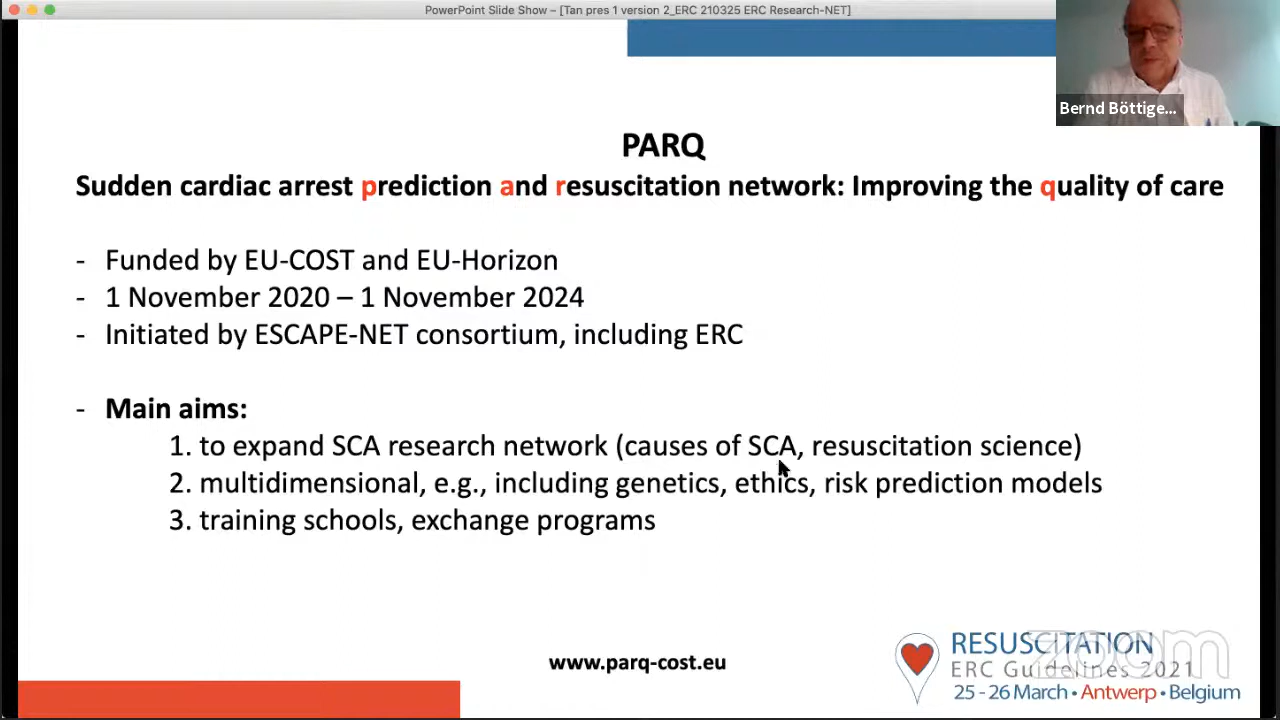 PowerPoint Slide Show – [Tan pres 1 version 2_ERC 210325 ERC Research-NET]
Bernd Böttige...
PARQ
Sudden cardiac arrest prediction and resuscitation network: Improving the quality of care
- Funded by EU-COST and EU-Horizon
- 1 November 2020 – 1 November 2024
- Initiated by ESCAPE-NET consortium, including ERC
- Main aims:
1. to expand SCA research network (causes of SCA, resuscitation science)
2. multidimensional, e.g., including genetics, ethics, risk prediction models
3. training schools, exchange programs
www.parq-cost.eu
RESUSCITATION
ERC Guidelines 2021
25 - 26 March • Antwerp • Belgium
zoom